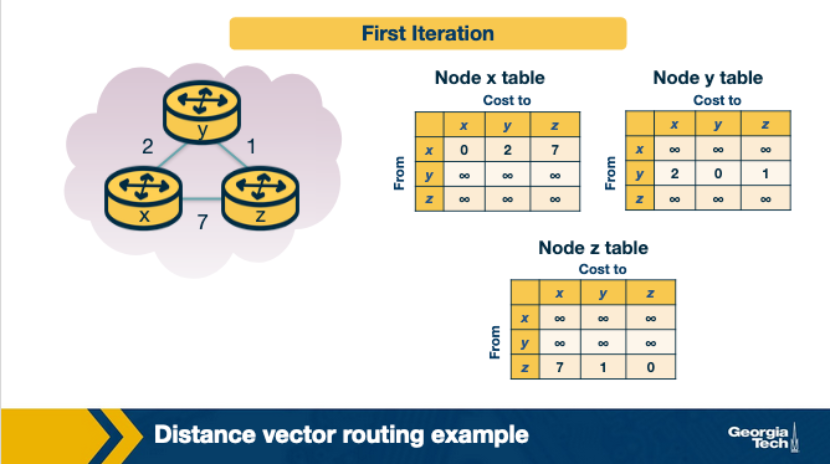 First Iteration
y
2
1
x
7
z
Node x table
Cost to
x y z
From
x 0 2 7
y ∞ ∞ ∞
z ∞ ∞ ∞
Node y table
Cost to
x y z
From
x ∞ ∞ ∞
y 2 0 1
z ∞ ∞ ∞
Node z table
Cost to
x y z
From
x ∞ ∞ ∞
y ∞ ∞ ∞
z 7 1 0
Distance vector routing example
Georgia
Tech